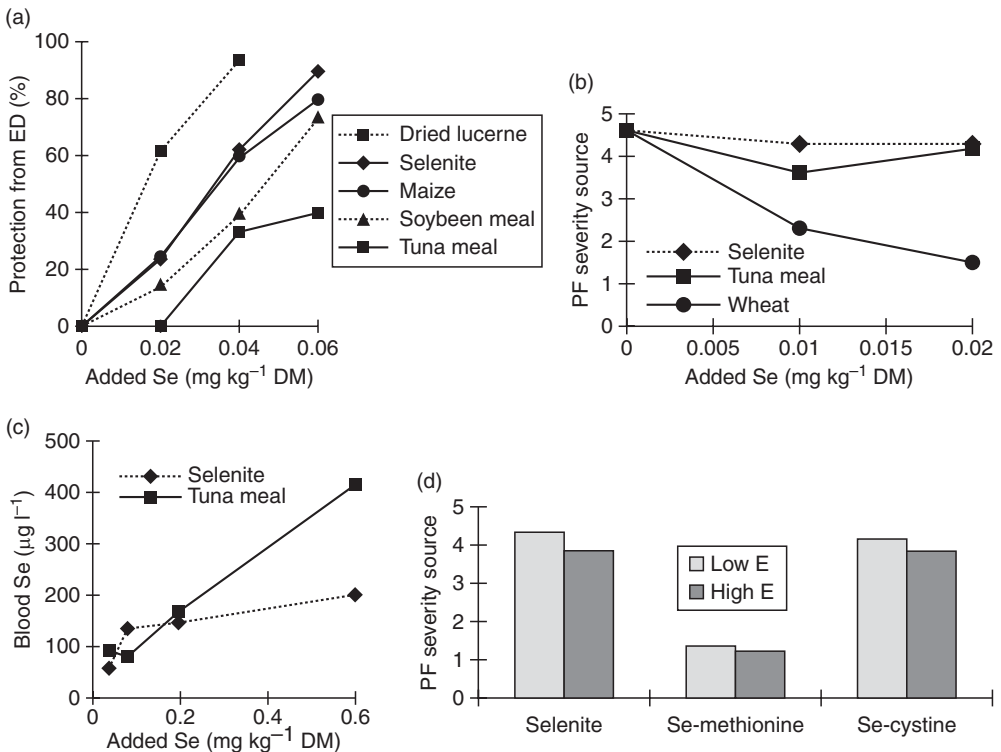 (a)
Protection from ED (%)
100
80
60
40
20
0
0 0.02 0.04 0.06
Added Se (mg kg⁻¹ DM)
Dried lucerne
Selenite
Maize
Soybeen meal
Tuna meal
(b)
PF severity source
5
4
3
2
1
0
Selenite
Tuna meal
Wheat
0 0.005 0.01 0.015 0.02
Added Se (mg kg⁻¹ DM)
(c)
Blood Se (μg l⁻¹)
500
400
300
200
100
0
Selenite
Tuna meal
0 0.2 0.4 0.6
Added Se (mg kg⁻¹ DM)
(d)
PF severity source
5
4
3
2
1
0
Low E
High E
Selenite Se-methionine Se-cystine